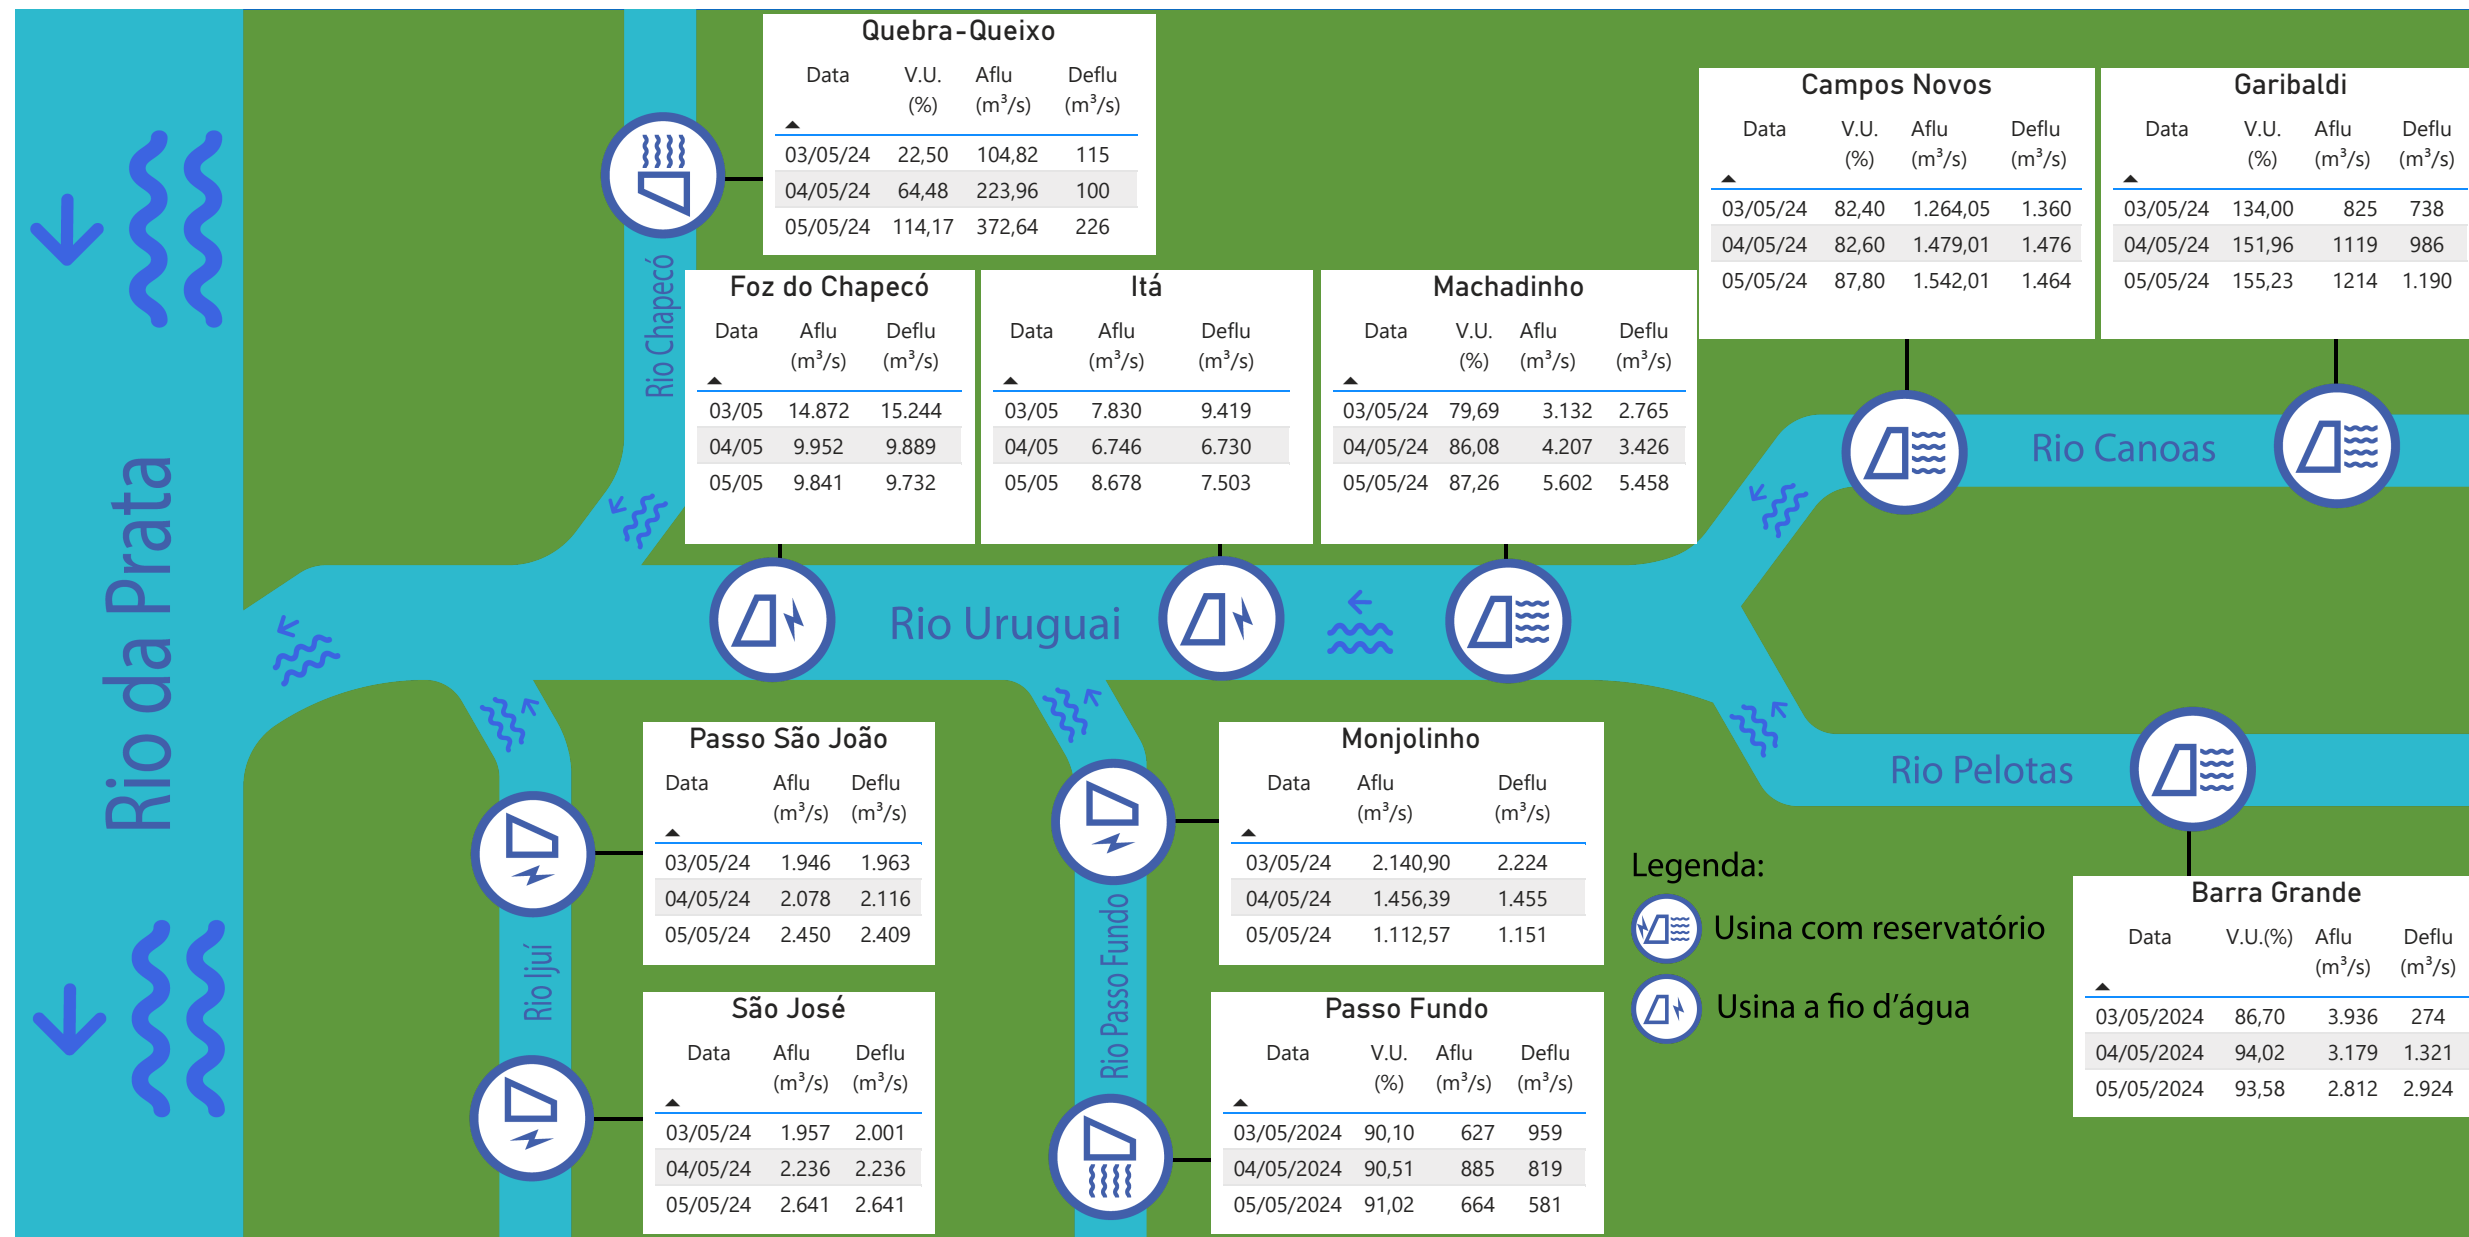 Quebra-Queixo
Data V.U. (%) Aflu (m³/s) Deflu (m³/s)
03/05/24 22,50 104,82 115
04/05/24 64,48 223,96 100
05/05/24 114,17 372,64 226
Campos Novos
Data V.U. (%) Aflu (m³/s) Deflu (m³/s)
03/05/24 82,40 1.264,05 1.360
04/05/24 82,60 1.479,01 1.476
05/05/24 87,80 1.542,01 1.464
Garibaldi
Data V.U. (%) Aflu (m³/s) Deflu (m³/s)
03/05/24 134,00 825 738
04/05/24 151,96 1119 986
05/05/24 155,23 1214 1.190
Rio Chapecó
Foz do Chapecó
Data Aflu (m³/s) Deflu (m³/s)
03/05 14.872 15.244
04/05 9.952 9.889
05/05 9.841 9.732
Itá
Data Aflu (m³/s) Deflu (m³/s)
03/05 7.830 9.419
04/05 6.746 6.730
05/05 8.678 7.503
Machadinho
Data V.U. (%) Aflu (m³/s) Deflu (m³/s)
03/05/24 79,69 3.132 2.765
04/05/24 86,08 4.207 3.426
05/05/24 87,26 5.602 5.458
Rio Canoas
Rio da Prata
Rio Uruguai
Rio Pelotas
Passo São João
Data Aflu (m³/s) Deflu (m³/s)
03/05/24 1.946 1.963
04/05/24 2.078 2.116
05/05/24 2.450 2.409
Monjolinho
Data Aflu (m³/s) Deflu (m³/s)
03/05/24 2.140,90 2.224
04/05/24 1.456,39 1.455
05/05/24 1.112,57 1.151
Rio Ijuí
Rio Passo Fundo
São José
Data Aflu (m³/s) Deflu (m³/s)
03/05/24 1.957 2.001
04/05/24 2.236 2.236
05/05/24 2.641 2.641
Passo Fundo
Data V.U. (%) Aflu (m³/s) Deflu (m³/s)
03/05/2024 90,10 627 959
04/05/2024 90,51 885 819
05/05/2024 91,02 664 581
Legenda:
Usina com reservatório
Usina a fio d’água
Barra Grande
Data V.U.(%) Aflu (m³/s) Deflu (m³/s)
03/05/2024 86,70 3.936 274
04/05/2024 94,02 3.179 1.321
05/05/2024 93,58 2.812 2.924